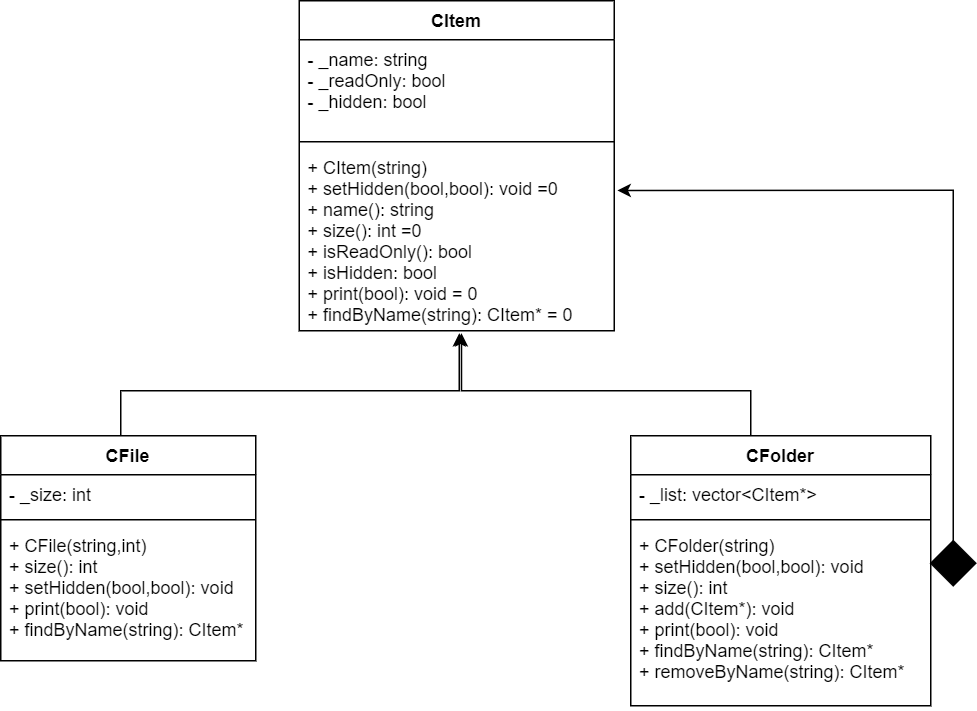 CItem
- _name: string
- _readOnly: bool
- _hidden: bool
+ CItem(string)
+ setHidden(bool,bool): void =0
+ name(): string
+ size(): int =0
+ isReadOnly(): bool
+ isHidden: bool
+ print(bool): void = 0
+ findByName(string): CItem* = 0
CFile
- _size: int
+ CFile(string,int)
+ size(): int
+ setHidden(bool,bool): void
+ print(bool): void
+ findByName(string): CItem*
CFolder
- _list: vector<CItem*>
+ CFolder(string)
+ setHidden(bool,bool): void
+ size(): int
+ add(CItem*): void
+ print(bool): void
+ findByName(string): CItem*
+ removeByName(string): CItem*